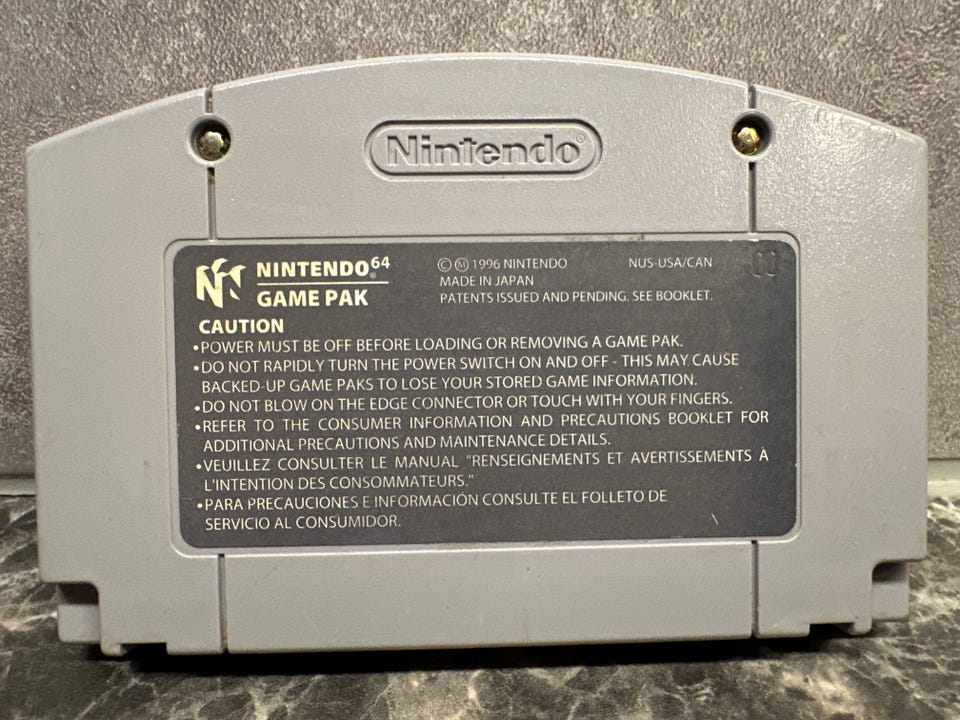 Nintendo®
NINTENDO®64
GAME PAK
© Ⓜ 1996 NINTENDO NUS-USA/CAN
MADE IN JAPAN
PATENTS ISSUED AND PENDING. SEE BOOKLET.
CAUTION
•POWER MUST BE OFF BEFORE LOADING OR REMOVING A GAME PAK.
•DO NOT RAPIDLY TURN THE POWER SWITCH ON AND OFF - THIS MAY CAUSE
BACKED-UP GAME PAKS TO LOSE YOUR STORED GAME INFORMATION.
•DO NOT BLOW ON THE EDGE CONNECTOR OR TOUCH WITH YOUR FINGERS.
•REFER TO THE CONSUMER INFORMATION AND PRECAUTIONS BOOKLET FOR
ADDITIONAL PRECAUTIONS AND MAINTENANCE DETAILS.
•VEUILLEZ CONSULTER LE MANUAL "RENSEIGNEMENTS ET AVERTISSEMENTS À
L'INTENTION DES CONSOMMATEURS."
•PARA PRECAUCIONES E INFORMACIÓN CONSULTE EL FOLLETO DE
SERVICIO AL CONSUMIDOR.